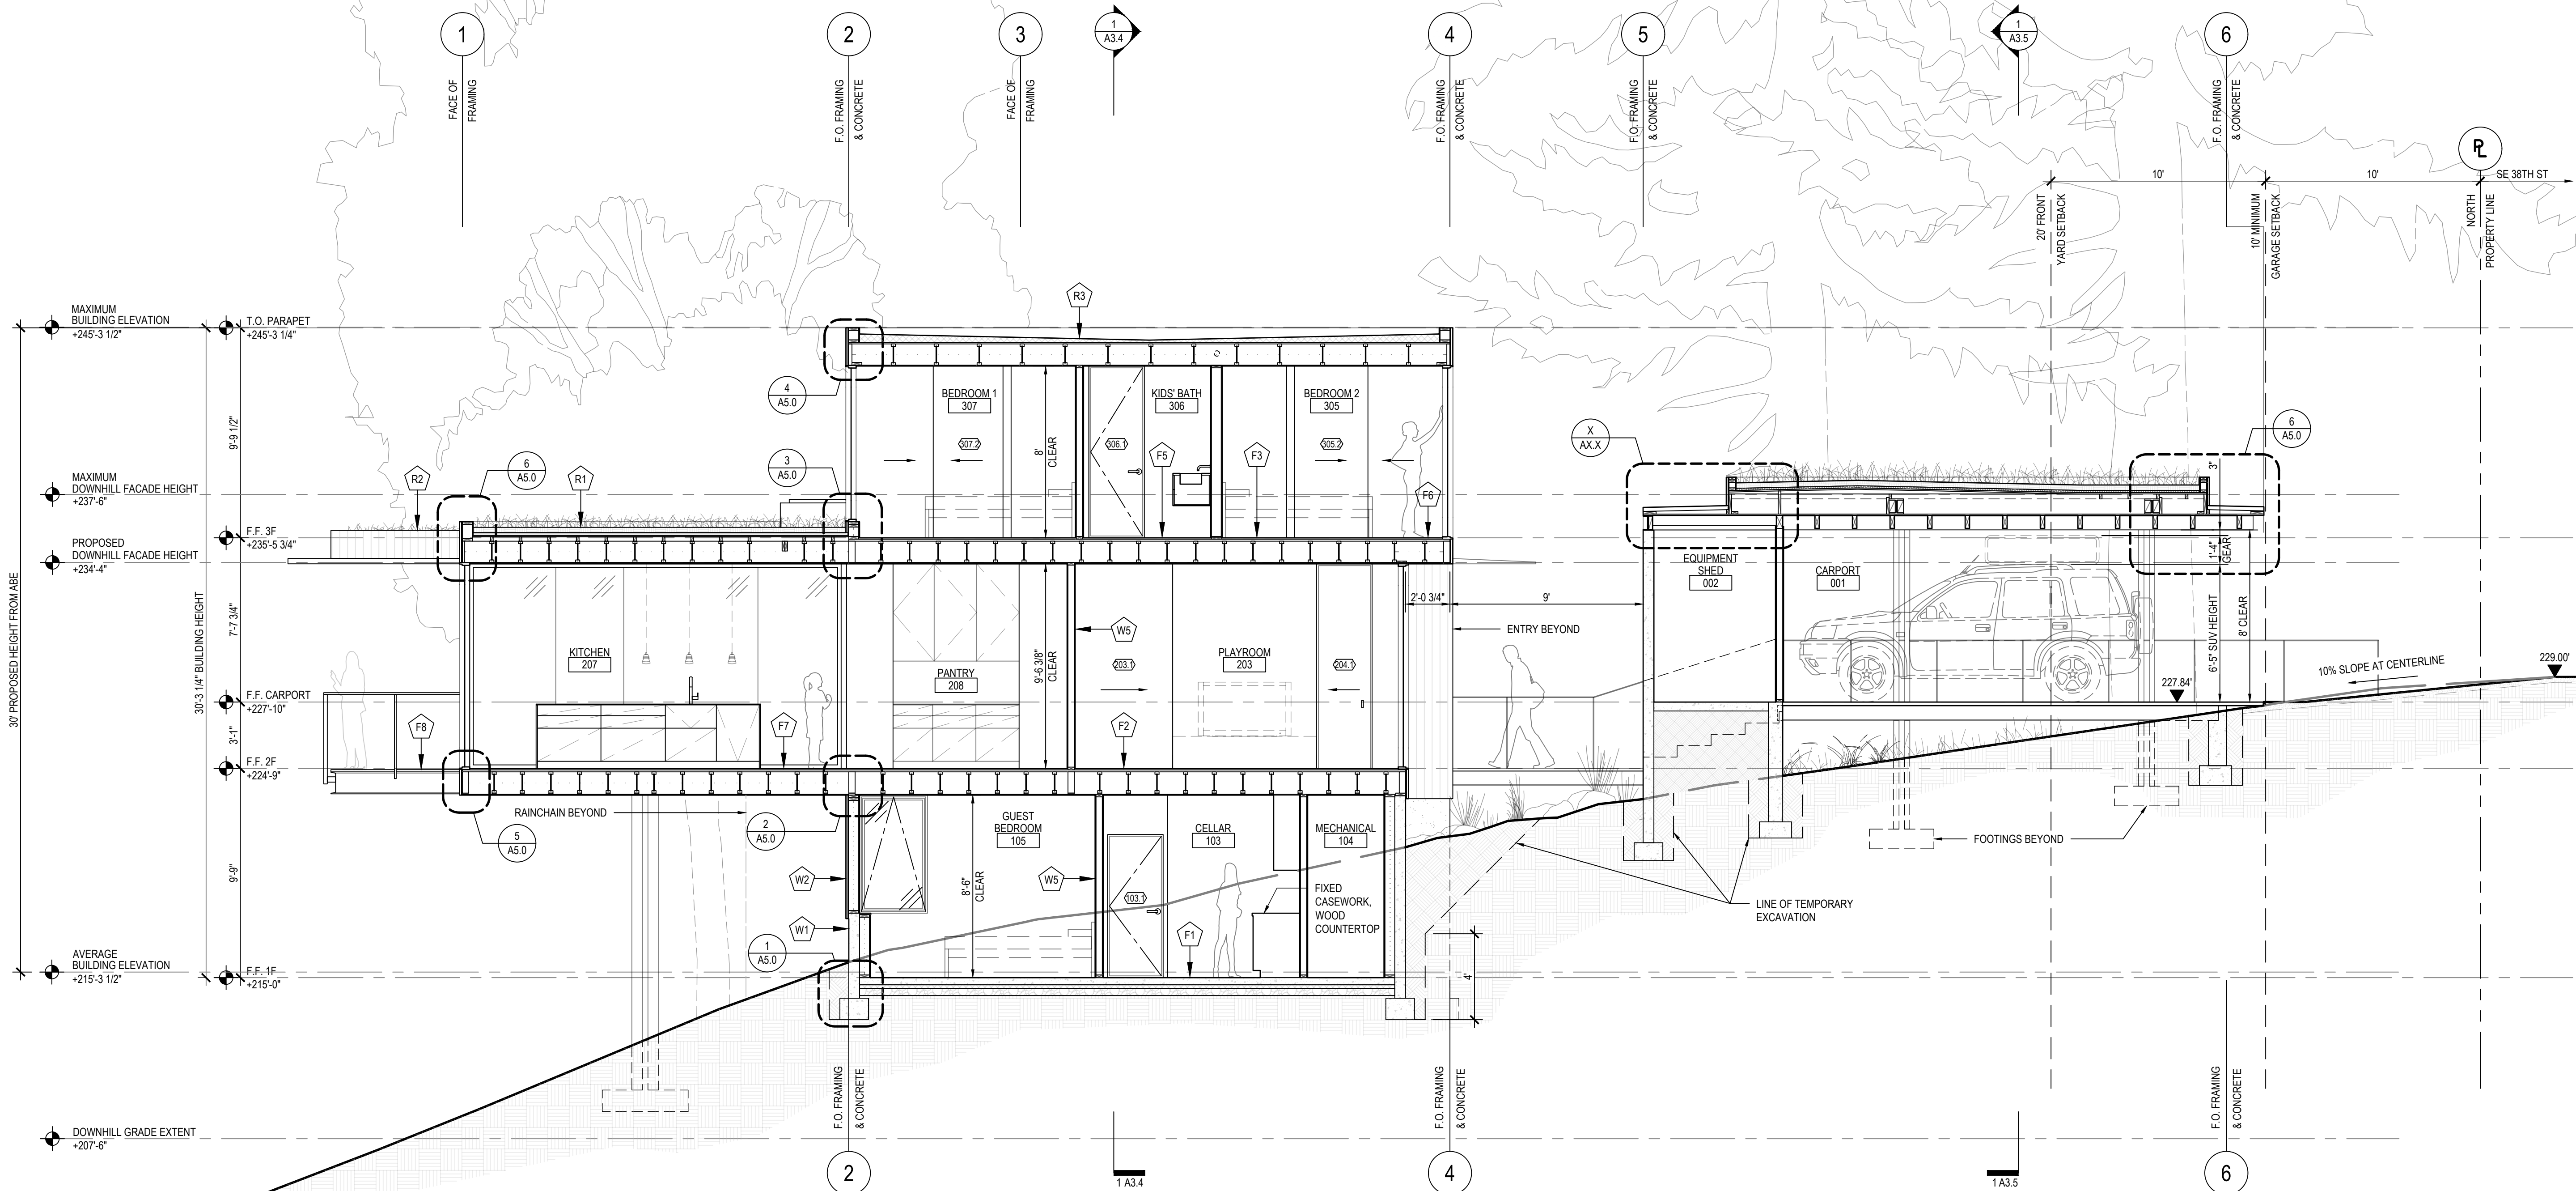 1
2
3
1
A3.4
4
5
1
A3.5
6
FACE OF
FRAMING
F.O. FRAMING
& CONCRETE
FACE OF
FRAMING
F.O. FRAMING
& CONCRETE
F.O. FRAMING
& CONCRETE
F.O. FRAMING
& CONCRETE
PL
10'
10'
SE 38TH ST
20' FRONT
YARD SETBACK
10' MINIMUM
GARAGE SETBACK
NORTH
PROPERTY LINE
MAXIMUM
BUILDING ELEVATION
+245'-3 1/2"
T.O. PARAPET
+245'-3 1/4"
R3
4
A5.0
BEDROOM 1
307
KIDS' BATH
306
BEDROOM 2
305
307.2
306.1
305.2
8'
CLEAR
F5
F3
F6
9'-9 1/2"
MAXIMUM
DOWNHILL FACADE HEIGHT
+237'-6"
R2
6
A5.0
R1
3
A5.0
X
AX.X
6
A5.0
3"
F.F. 3F
+235'-5 3/4"
PROPOSED
DOWNHILL FACADE HEIGHT
+234'-4"
EQUIPMENT
SHED
002
CARPORT
001
1'-4"
GEAR
6'-5" SUV HEIGHT
8' CLEAR
2'-0 3/4"
9'
ENTRY BEYOND
30' PROPOSED HEIGHT FROM ABE
30'-3 1/4" BUILDING HEIGHT
7'-7 3/4"
KITCHEN
207
PANTRY
208
W5
9'-6 3/8"
CLEAR
203.1
PLAYROOM
203
204.1
227.84'
10% SLOPE AT CENTERLINE
229.00'
F.F. CARPORT
+227'-10"
F8
F7
F2
3'-1"
F.F. 2F
+224'-9"
RAINCHAIN BEYOND
5
A5.0
2
A5.0
GUEST
BEDROOM
105
CELLAR
103
MECHANICAL
104
FOOTINGS BEYOND
9'-9"
W2
8'-6"
CLEAR
W5
103.1
FIXED
CASEWORK,
WOOD
COUNTERTOP
LINE OF TEMPORARY
EXCAVATION
W1
F1
1
A5.0
4'
AVERAGE
BUILDING ELEVATION
+215'-3 1/2"
F.F. 1F
+215'-0"
DOWNHILL GRADE EXTENT
+207'-6"
F.O. FRAMING
& CONCRETE
F.O. FRAMING
& CONCRETE
F.O. FRAMING
& CONCRETE
2
1 A3.4
4
1 A3.5
6